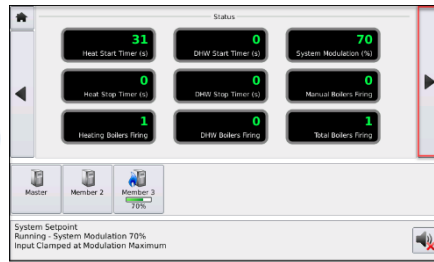 Status
31
Heat Start Timer (s)
0
DHW Start Timer (s)
70
System Modulation (%)
0
Heat Stop Timer (s)
0
DHW Stop Timer (s)
0
Manual Boilers Firing
1
Heating Boilers Firing
0
DHW Boilers Firing
1
Total Boilers Firing
Master
Member 2
Member 3
70%
System Setpoint
Running - System Modulation 70%
Input Clamped at Modulation Maximum